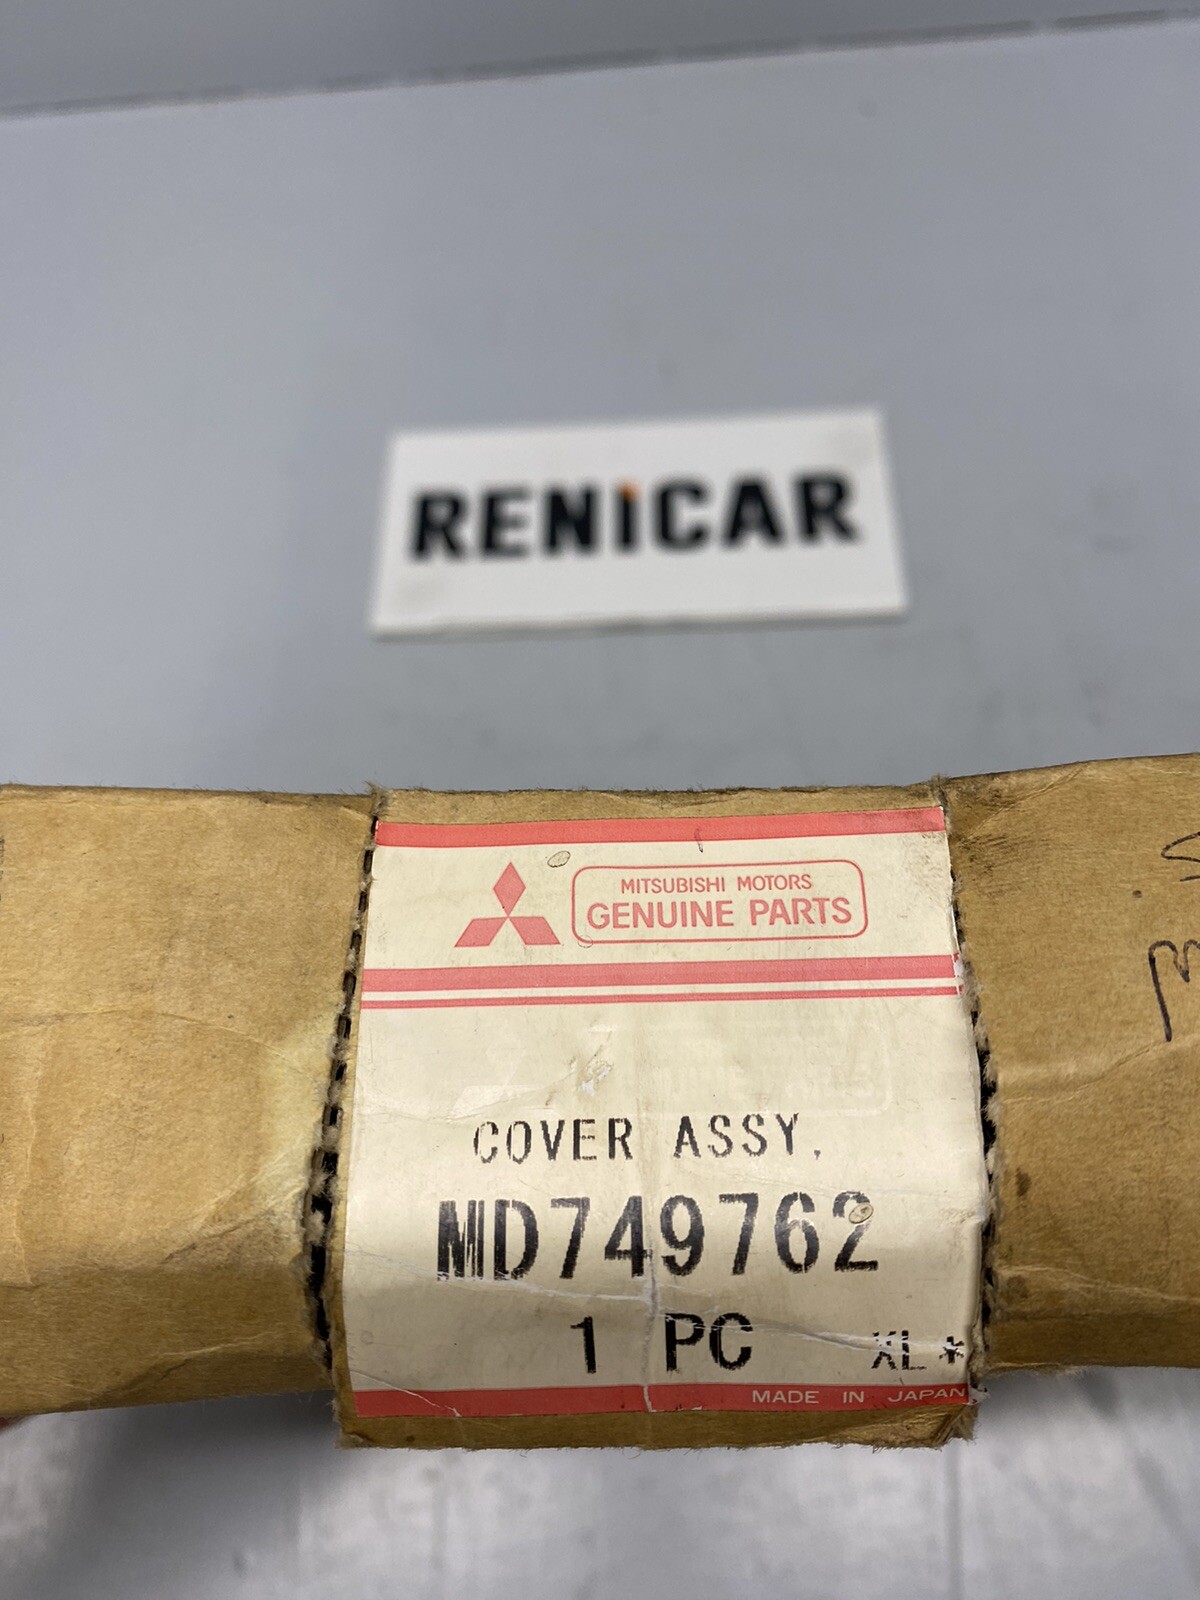 RENiCAR
MITSUBISHI MOTORS
GENUINE PARTS
COVER ASSY,
MD749762
1 PC XL*
MADE IN JAPAN